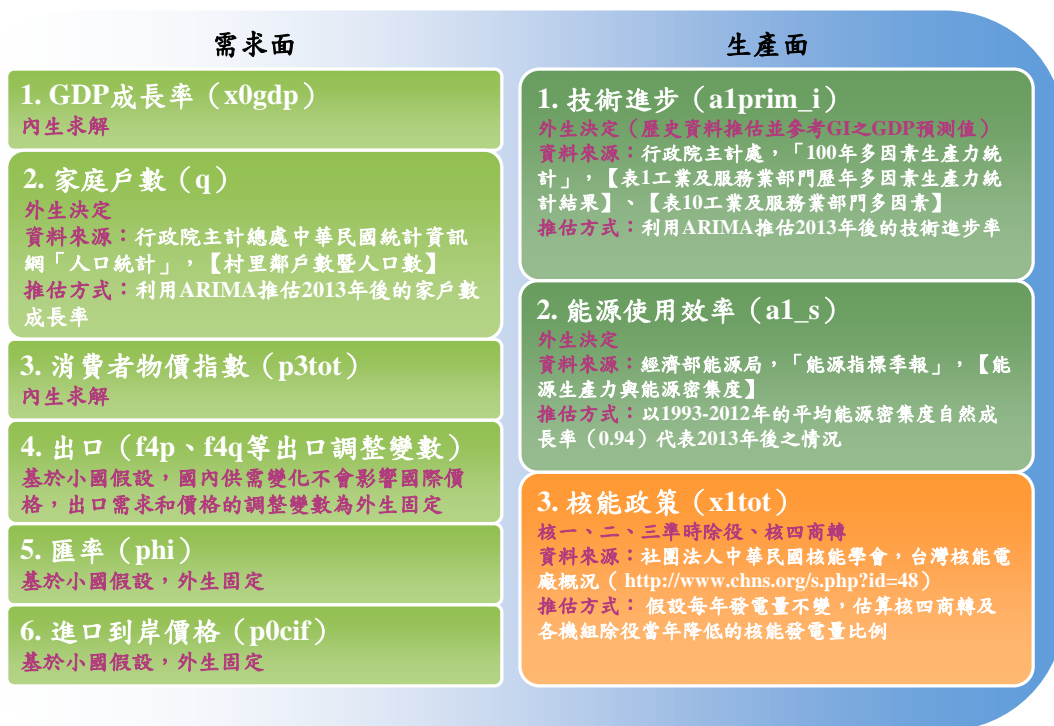 需求面
1. GDP成長率（x0gdp）
內生求解
2. 家庭戶數（q）
外生決定
資料來源：行政院主計總處中華民國統計資訊
網「人口統計」，【村里鄰戶數暨人口數】
推估方式：利用ARIMA推估2013年後的家戶數
成長率
3. 消費者物價指數（p3tot）
內生求解
4. 出口（f4p、f4q等出口調整變數）
基於小國假設，國內供需變化不會影響國際價
格，出口需求和價格的調整變數為外生固定
5. 匯率（phi）
基於小國假設，外生固定
6. 進口到岸價格（p0cif）
基於小國假設，外生固定
生產面
1. 技術進步（a1prim_i）
外生決定（歷史資料推估並參考GI之GDP預測值）
資料來源：行政院主計處，「100年多因素生產力統
計」，【表1工業及服務業部門歷年多因素生產力統
計結果】、【表10工業及服務業部門多因素】
推估方式：利用ARIMA推估2013年後的技術進步率
2. 能源使用效率（a1_s）
外生決定
資料來源：經濟部能源局，「能源指標季報」，【能
源生產力與能源密集度】
推估方式：以1993-2012年的平均能源密集度自然成
長率（0.94）代表2013年後之情況
3. 核能政策（x1tot）
核一、二、三準時除役、核四商轉
資料來源：社團法人中華民國核能學會，台灣核能電
廠概況（ http://www.chns.org/s.php?id=48）
推估方式： 假設每年發電量不變，估算核四商轉及
各機組除役當年降低的核能發電量比例